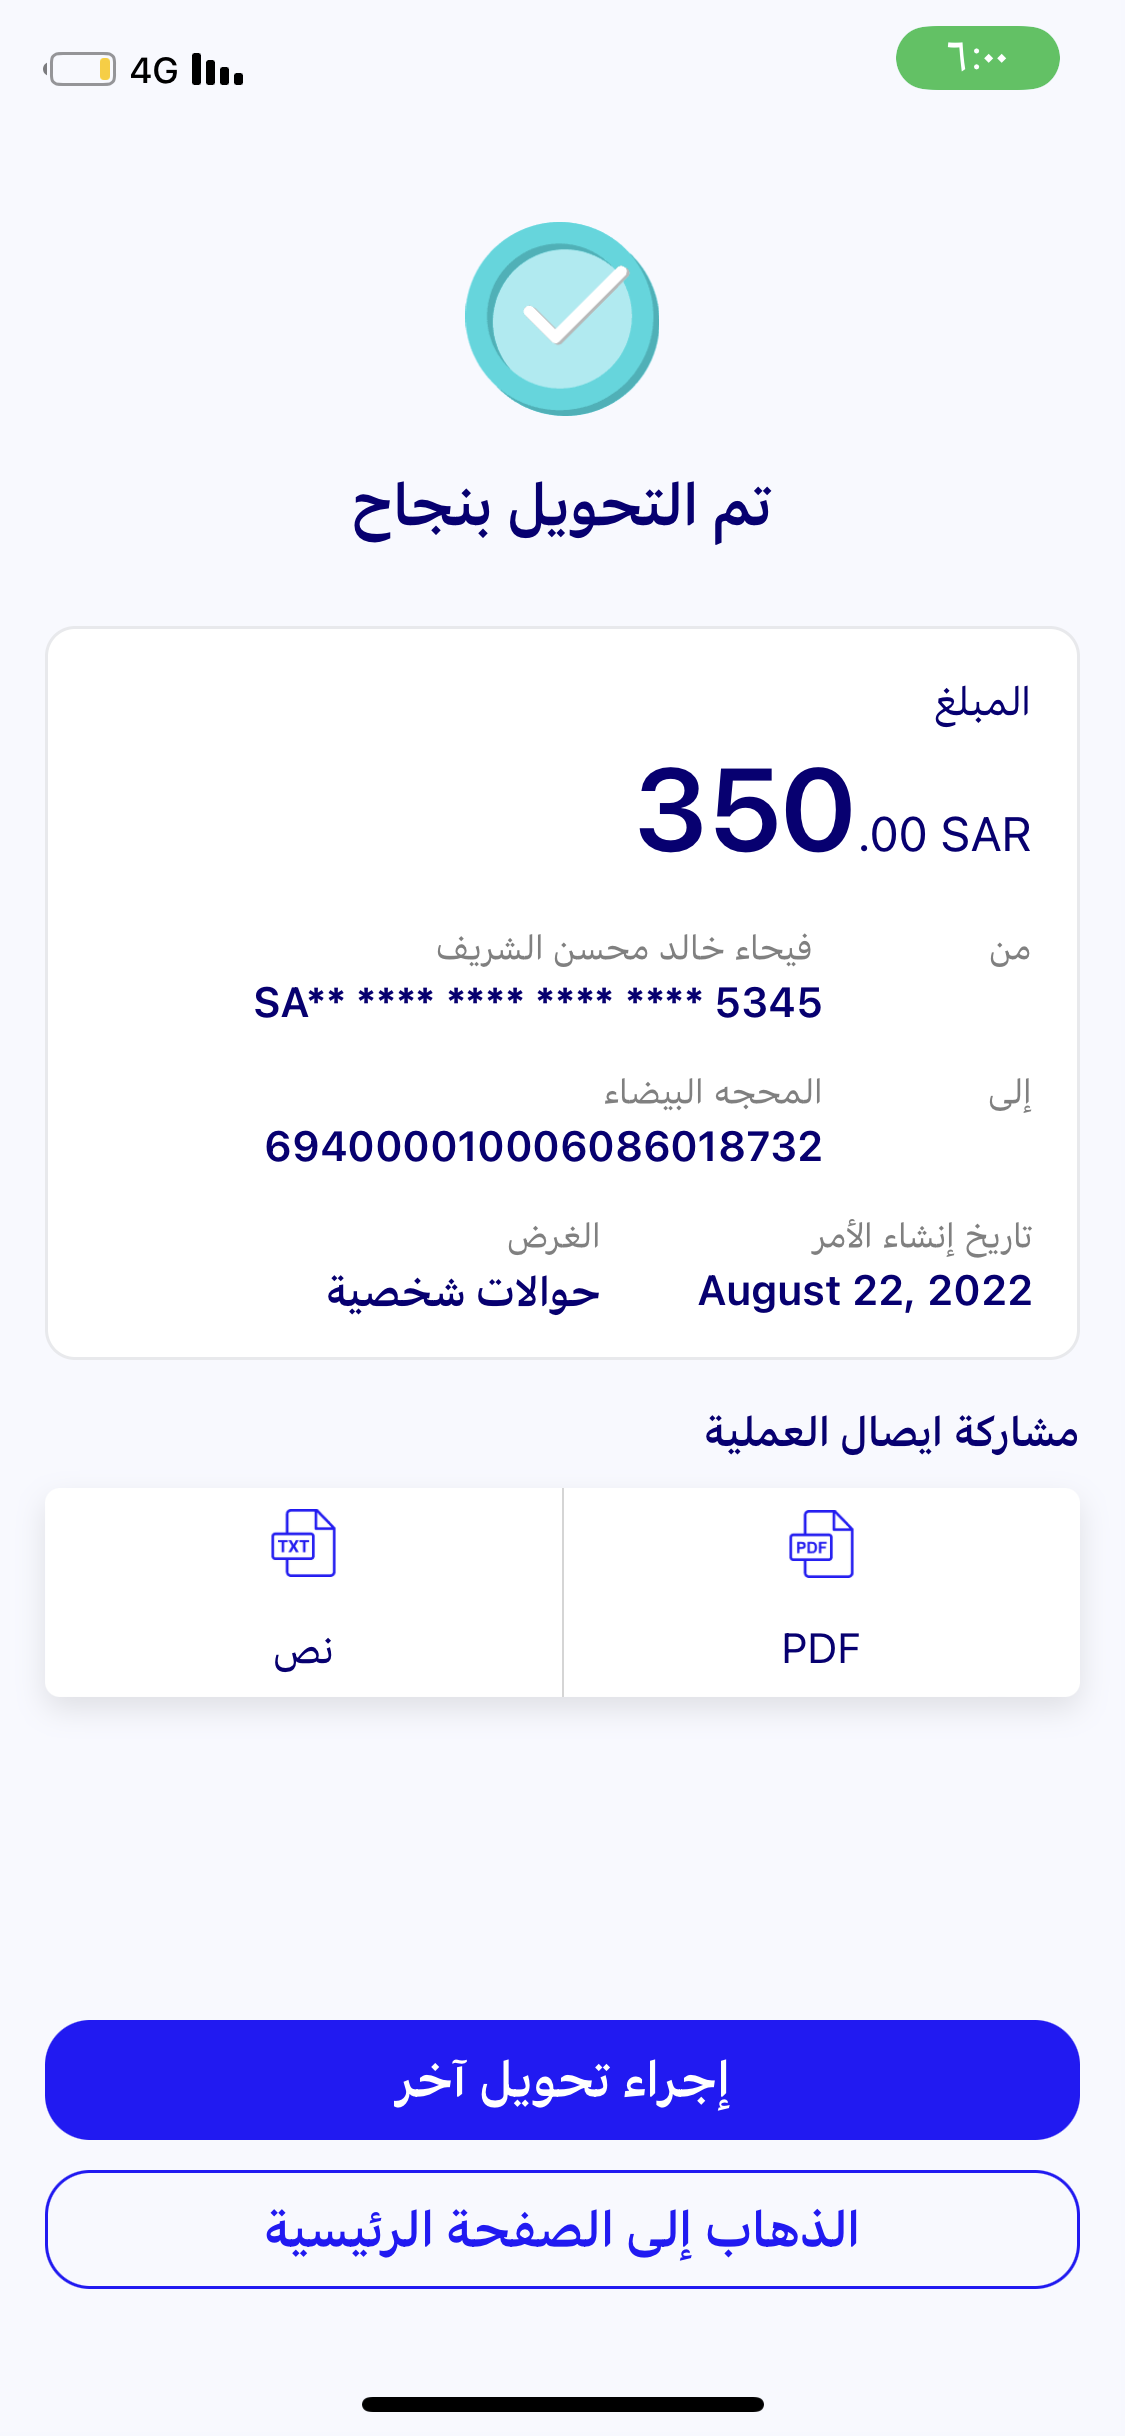 4G
٦:٠٠
تم التحويل بنجاح
المبلغ
350.00 SAR
من
فيحاء خالد محسن الشريف
SA** **** **** **** **** 5345
إلى
المحجه البيضاء
694000010006086018732
تاريخ إنشاء الأمر
August 22, 2022
الغرض
حوالات شخصية
مشاركة ايصال العملية
PDF
PDF
TXT
نص
إجراء تحويل آخر
الذهاب إلى الصفحة الرئيسية